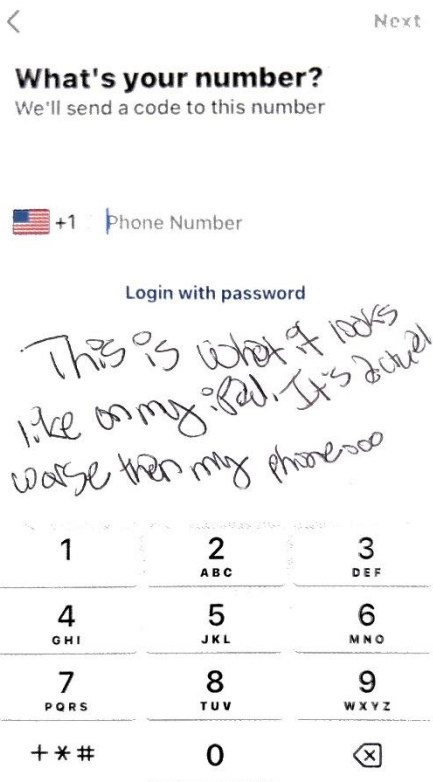 Next
What's your number?
We'll send a code to this number
+1 Phone Number
Login with password
This is what it looks
like on my iPad. It's
worse then my phone...
1 2 3
ABC DEF
4 5 6
GHI JKL MNO
7 8 9
PQRS TUV WXYZ
+*# 0